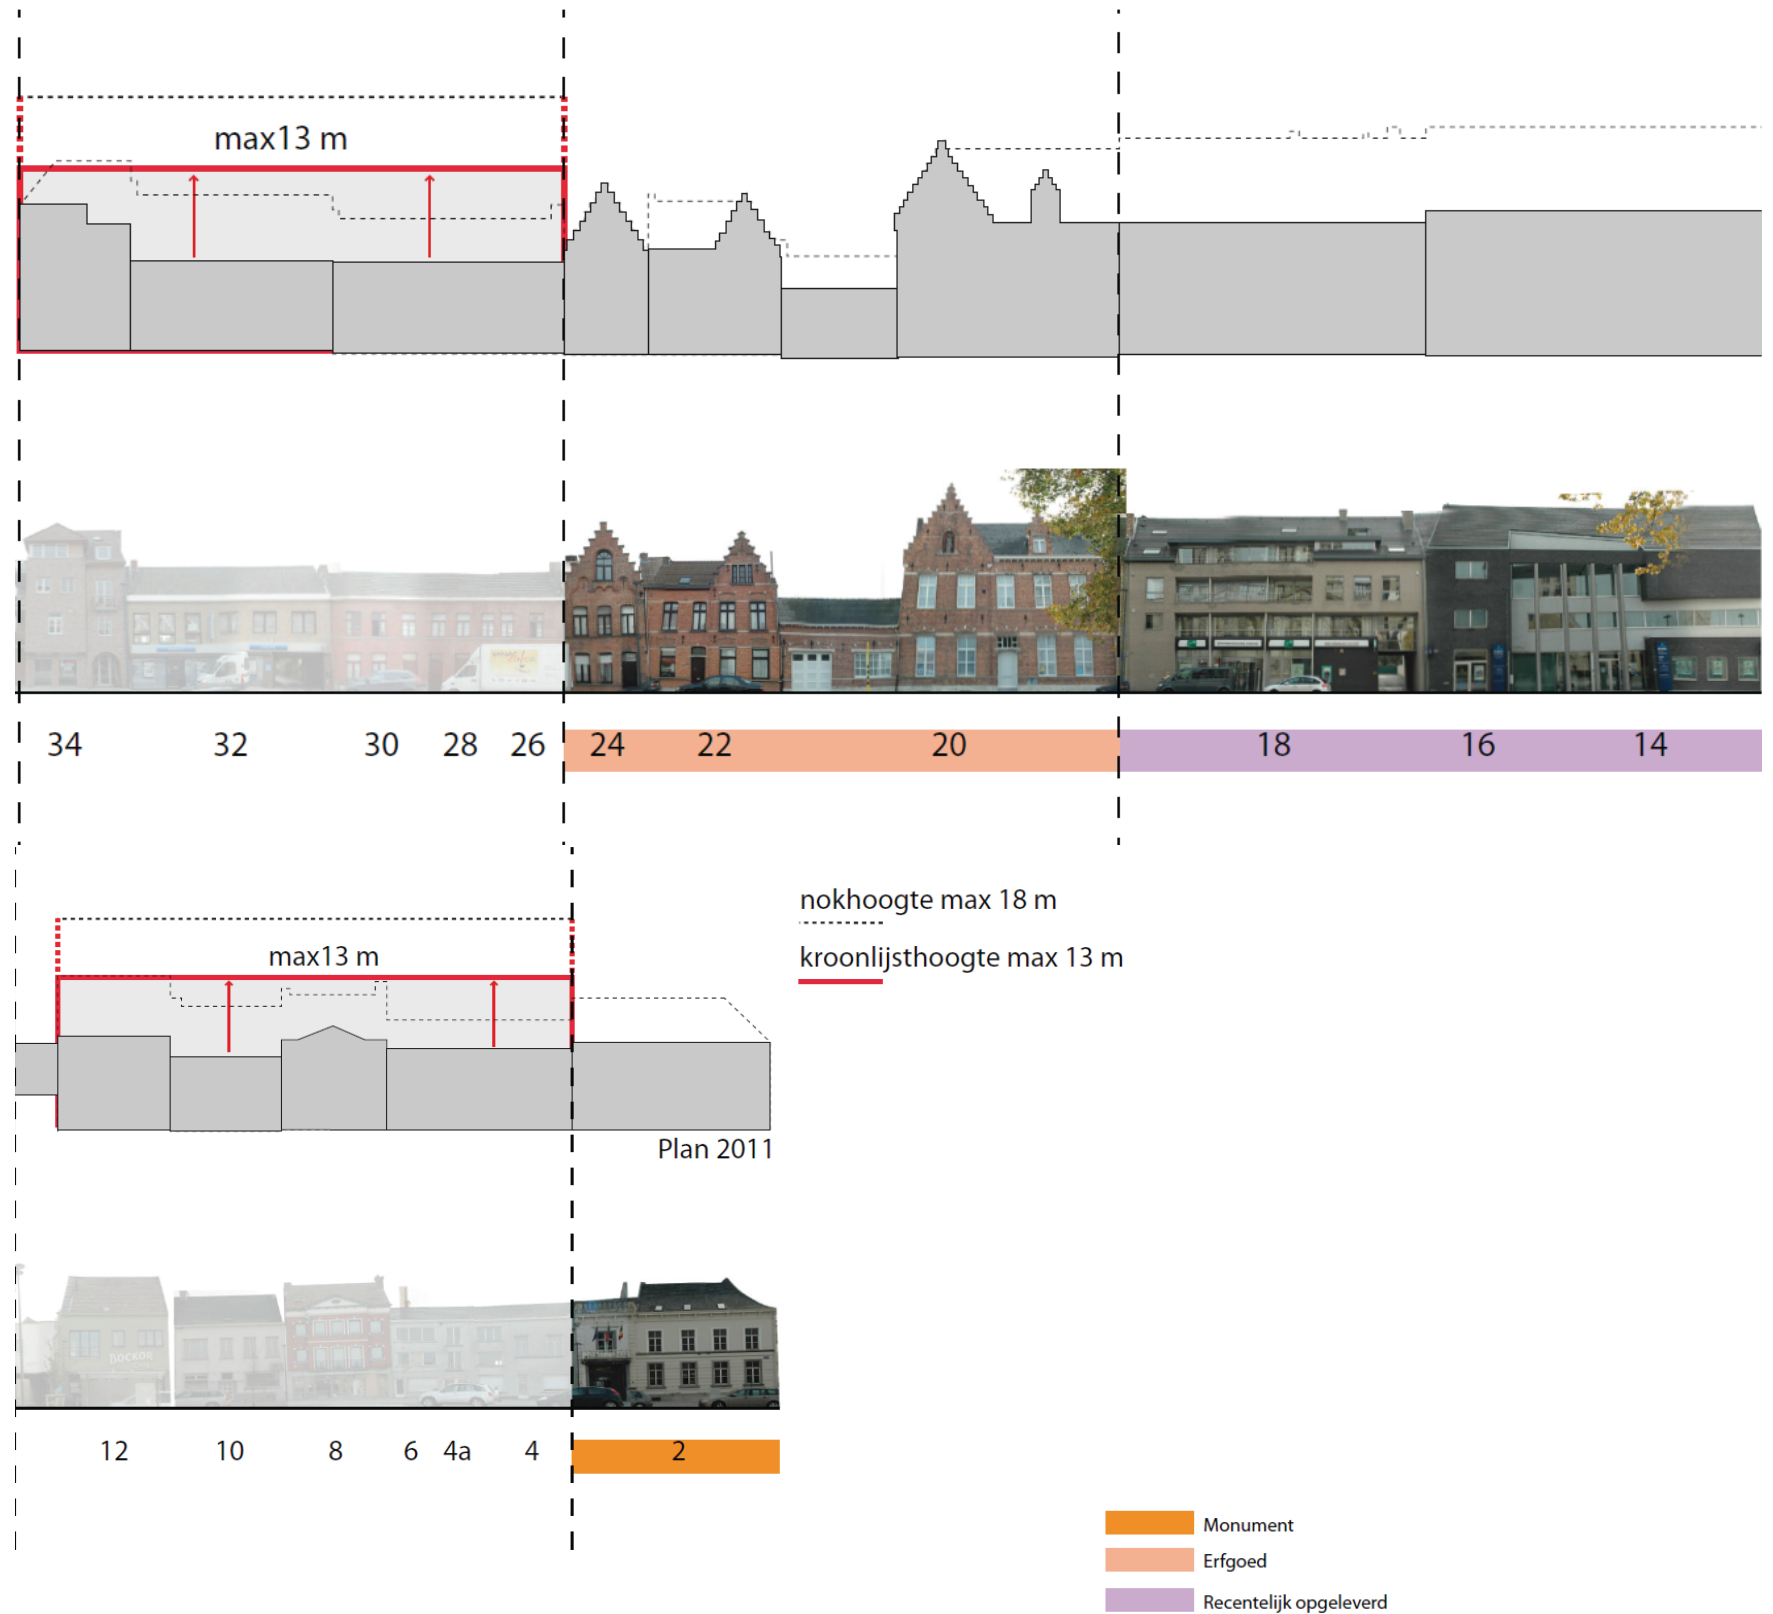 max13 m
34 32 30 28 26 24 22 20 18 16 14
nokhoogte max 18 m
kroonlijsthoogte max 13 m
max13 m
Plan 2011
BOCKOR
12 10 8 6 4a 4 2
Monument
Erfgoed
Recentelijk opgeleverd